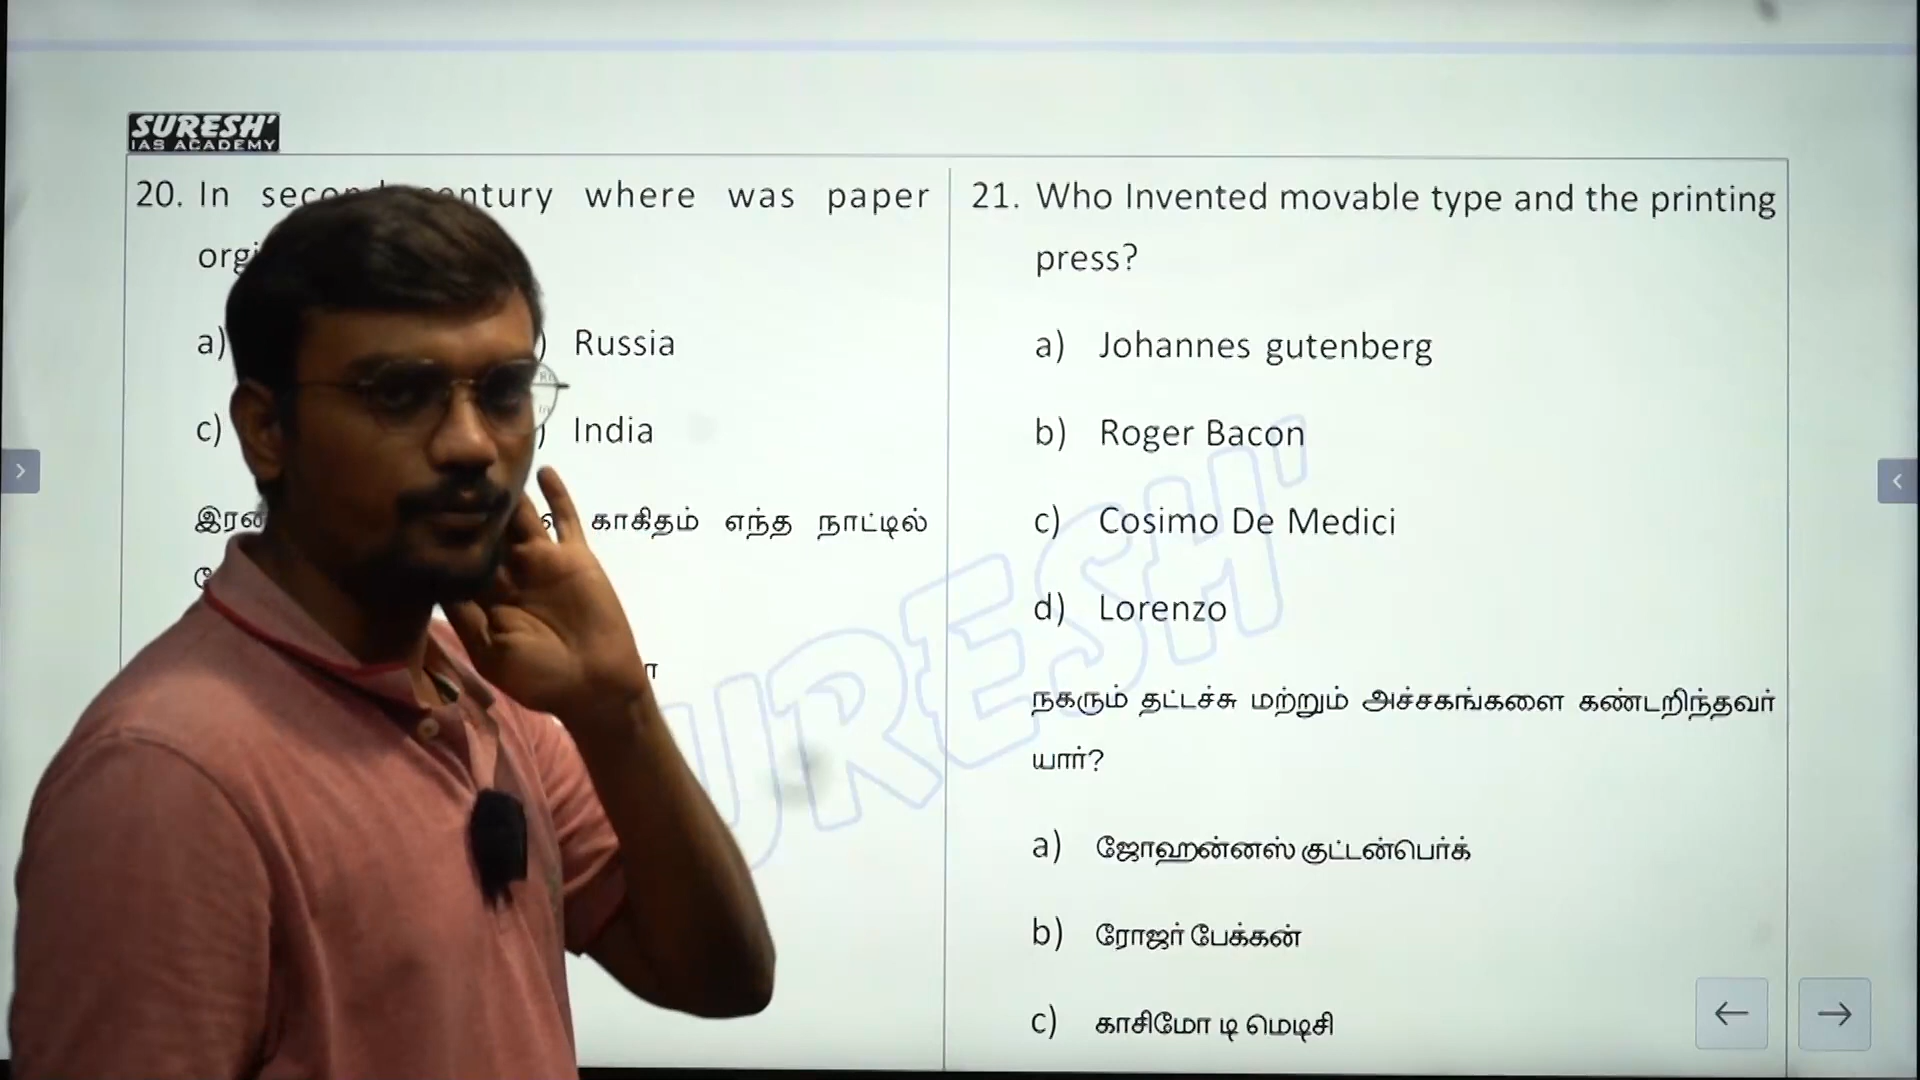 SURESH'
IAS ACADEMY
20. In century where was paper
a) Russia
c) India
காகிதம் எந்த நாட்டில்
21. Who Invented movable type and the printing
press?
a) Johannes gutenberg
b) Roger Bacon
c) Cosimo De Medici
d) Lorenzo
நகரும் தட்டச்சு மற்றும் அச்சகங்களை கண்டறிந்தவர்
யார்?
a) ஜோஹன்னஸ் குட்டன்பெர்க்
b) ரோஜர் பேக்கன்
c) காசிமோ டி மெடிசி